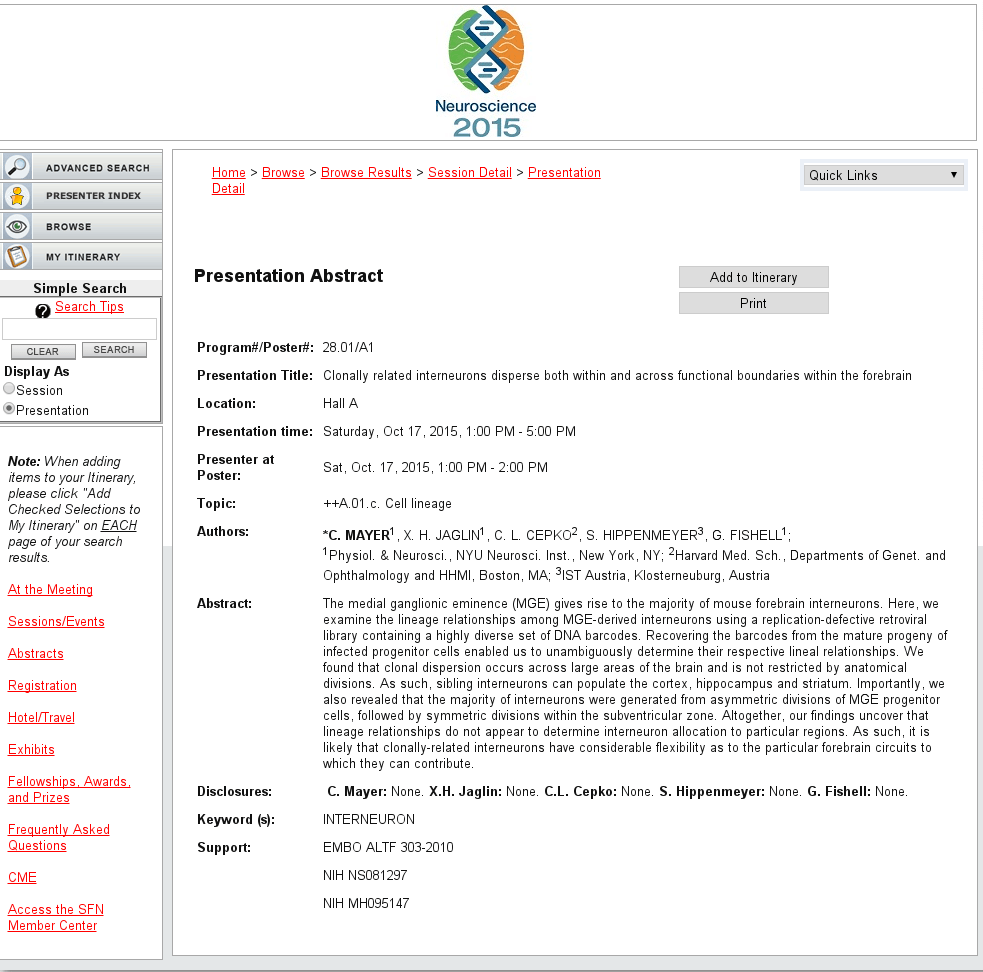 Neuroscience
2015
ADVANCED SEARCH
PRESENTER INDEX
BROWSE
MY ITINERARY
Simple Search
? Search Tips
CLEAR SEARCH
Display As
Session
Presentation
Note: When adding
items to your Itinerary,
please click "Add
Checked Selections to
My Itinerary" on EACH
page of your search
results.
At the Meeting
Sessions/Events
Abstracts
Registration
Hotel/Travel
Exhibits
Fellowships, Awards,
and Prizes
Frequently Asked
Questions
CME
Access the SFN
Member Center
Home > Browse > Browse Results > Session Detail > Presentation
Detail
Quick Links
Presentation Abstract
Add to Itinerary
Print
Program#/Poster#: 28.01/A1
Presentation Title: Clonally related interneurons disperse both within and across functional boundaries within the forebrain
Location: Hall A
Presentation time: Saturday, Oct 17, 2015, 1:00 PM - 5:00 PM
Presenter at
Poster: Sat, Oct. 17, 2015, 1:00 PM - 2:00 PM
Topic: ++A.01.c. Cell lineage
Authors: *C. MAYER1, X. H. JAGLIN1, C. L. CEPKO2, S. HIPPENMEYER3, G. FISHELL1;
1Physiol. & Neurosci., NYU Neurosci. Inst., New York, NY; 2Harvard Med. Sch., Departments of Genet. and
Ophthalmology and HHMI, Boston, MA; 3IST Austria, Klosterneuburg, Austria
Abstract: The medial ganglionic eminence (MGE) gives rise to the majority of mouse forebrain interneurons. Here, we
examine the lineage relationships among MGE-derived interneurons using a replication-defective retroviral
library containing a highly diverse set of DNA barcodes. Recovering the barcodes from the mature progeny of
infected progenitor cells enabled us to unambiguously determine their respective lineal relationships. We
found that clonal dispersion occurs across large areas of the brain and is not restricted by anatomical
divisions. As such, sibling interneurons can populate the cortex, hippocampus and striatum. Importantly, we
also revealed that the majority of interneurons were generated from asymmetric divisions of MGE progenitor
cells, followed by symmetric divisions within the subventricular zone. Altogether, our findings uncover that
lineage relationships do not appear to determine interneuron allocation to particular regions. As such, it is
likely that clonally-related interneurons have considerable flexibility as to the particular forebrain circuits to
which they can contribute.
Disclosures: C. Mayer: None. X.H. Jaglin: None. C.L. Cepko: None. S. Hippenmeyer: None. G. Fishell: None.
Keyword (s): INTERNEURON
Support: EMBO ALTF 303-2010
NIH NS081297
NIH MH095147